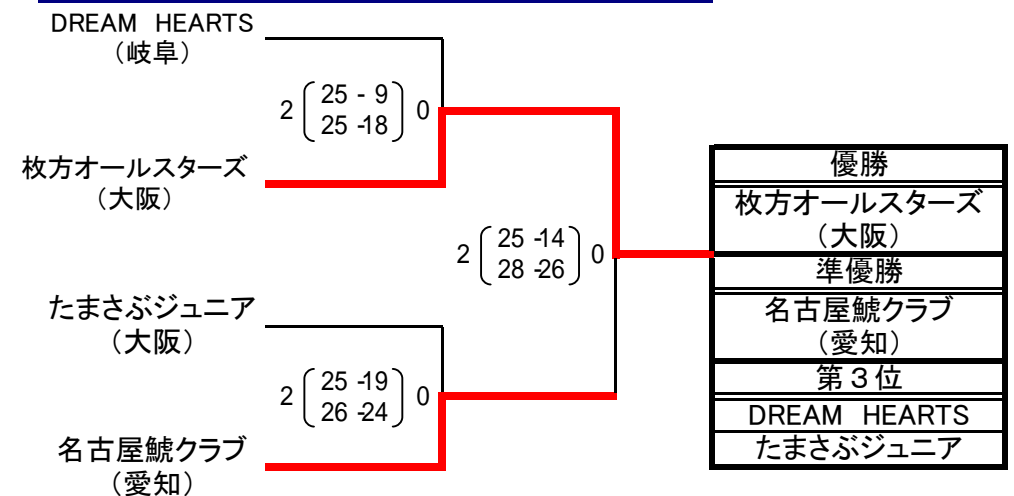 DREAM HEARTS
（岐阜）
2 25 - 9 0
25 -18
枚方オールスターズ
（大阪）
2 25 -14 0
28 -26
たまさぶジュニア
（大阪）
2 25 -19 0
26 -24
名古屋鯱クラブ
（愛知）
優勝
枚方オールスターズ
（大阪）
準優勝
名古屋鯱クラブ
（愛知）
第３位
DREAM HEARTS
たまさぶジュニア